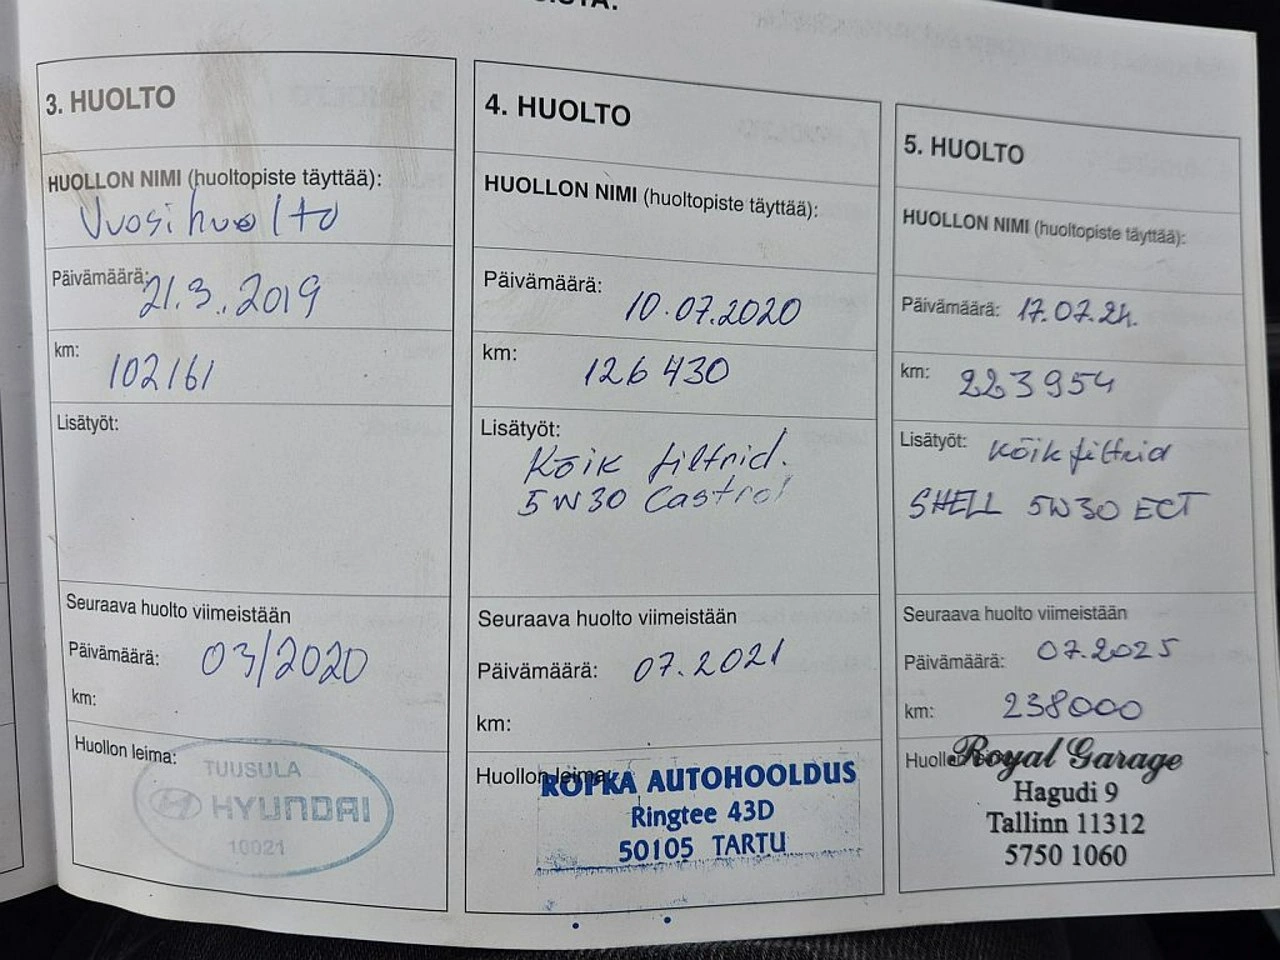 3. HUOLTO
HUOLLON NIMI (huoltopiste täyttää):
Vuosihuolto
Päivämäärä: 21.3.2019
km: 102161
Lisätyöt:
Seuraava huolto viimeistään
Päivämäärä: 03/2020
km:
Huollon leima:
TUUSULA
HYUNDAI
10021
4. HUOLTO
HUOLLON NIMI (huoltopiste täyttää):
Päivämäärä: 10.07.2020
km: 126 430
Lisätyöt:
Kõik filtrid.
5W30 Castrol
Seuraava huolto viimeistään
Päivämäärä: 07.2021
km:
Huollon leima:
ROPKA AUTOHOOLDUS
Ringtee 43D
50105 TARTU
5. HUOLTO
HUOLLON NIMI (huoltopiste täyttää):
Päivämäärä: 17.07.24.
km: 223954
Lisätyöt: Kõik filtrid
SHELL 5W30 ECT
Seuraava huolto viimeistään
Päivämäärä: 07.2025
km: 238000
Royal Garage
Hagudi 9
Tallinn 11312
5750 1060